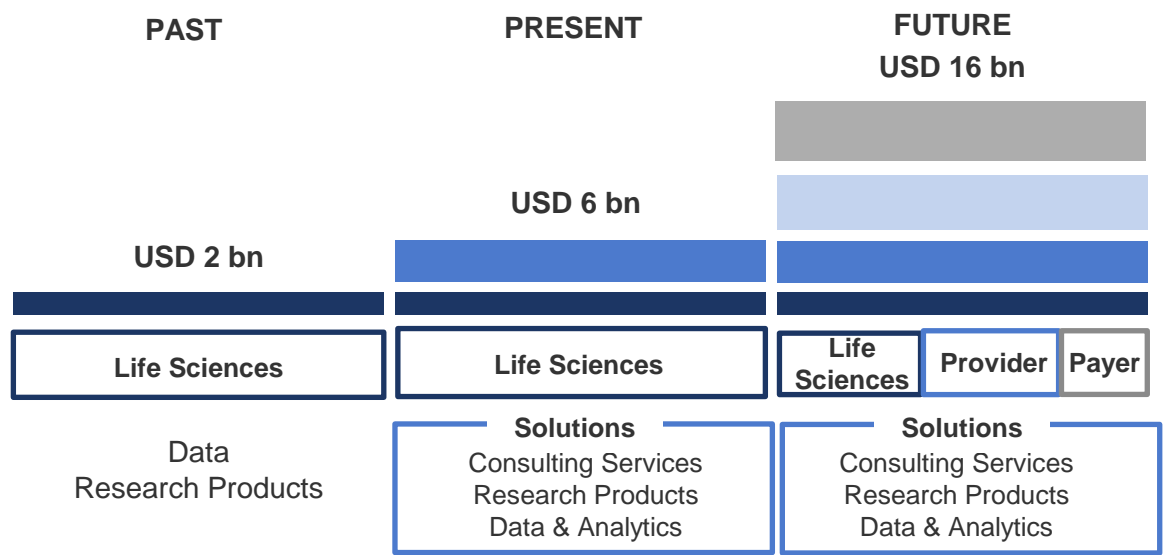 PAST
PRESENT
FUTURE
USD 16 bn
USD 6 bn
USD 2 bn
Life Sciences
Life Sciences
Life
Sciences
Provider
Payer
Data
Research Products
Solutions
Consulting Services
Research Products
Data & Analytics
Solutions
Consulting Services
Research Products
Data & Analytics